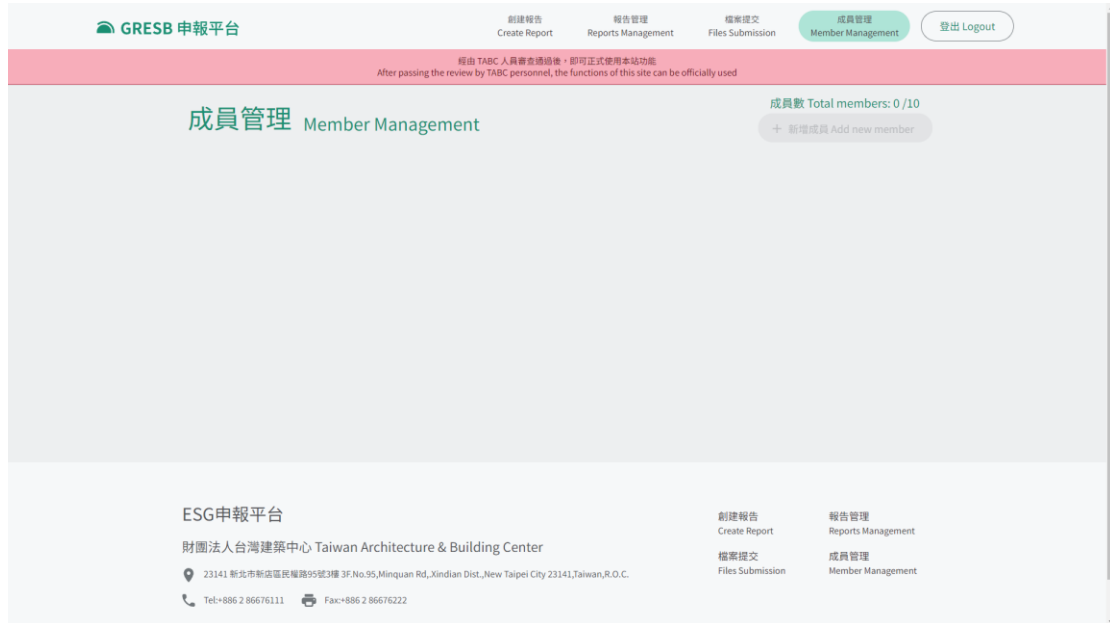 GRESB 申報平台
創建報告
Create Report
報告管理
Reports Management
檔案提交
Files Submission
成員管理
Member Management
登出 Logout
經由 TABC 人員審查通過後，即可正式使用本站功能
After passing the review by TABC personnel, the functions of this site can be officially used
成員管理 Member Management
成員數 Total members: 0 /10
+ 新增成員 Add new member
ESG申報平台
財團法人台灣建築中心 Taiwan Architecture & Building Center
23141 新北市新店區民權路95號3樓 3F.No.95,Minquan Rd,.Xindian Dist.,New Taipei City 23141,Taiwan,R.O.C.
Tel:+886 2 86676111 Fax:+886 2 86676222
創建報告
Create Report
報告管理
Reports Management
檔案提交
Files Submission
成員管理
Member Management